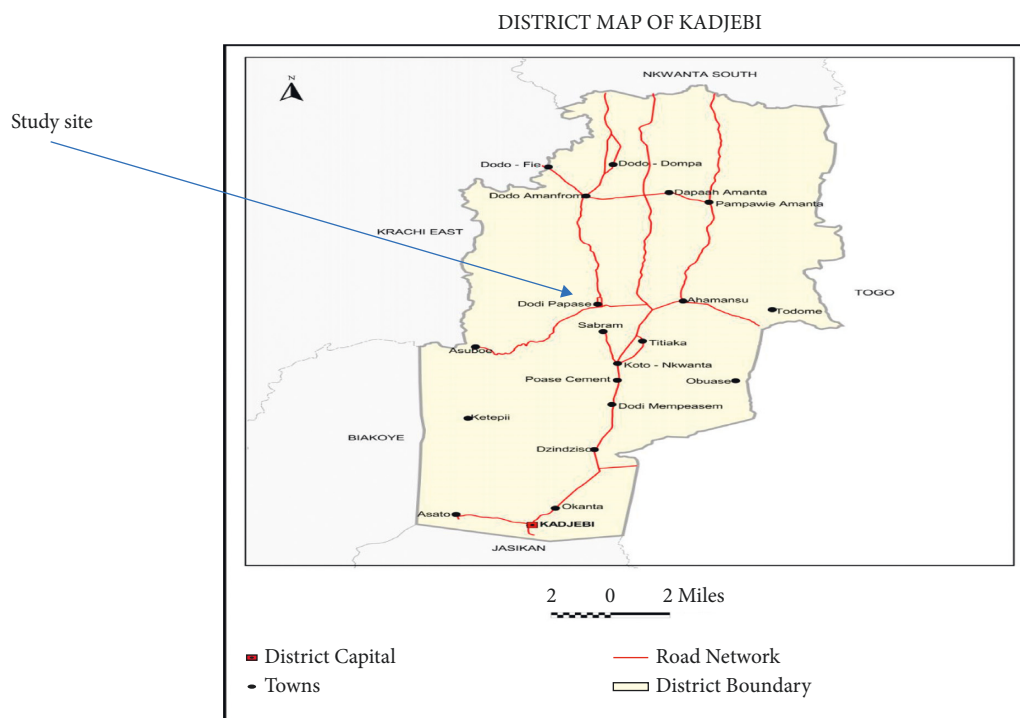 DISTRICT MAP OF KADJEBI
NKWANTA SOUTH
N
Study site
Dodo - Fie
Dodo - Dompa
Dodo Amanfrom
Dapaah Amanta
Pampawie Amanta
KRACHI EAST
TOGO
Dodi Papase
Ahamansu
Todome
Sabram
Titiaka
Asuboe
Koto - Nkwanta
Poase Cement
Obuase
Dodi Mempeasem
Ketepii
BIAKOYE
Dzindziso
Asato
Okanta
KADJEBI
JASIKAN
2 0 2 Miles
District Capital
Road Network
Towns
District Boundary